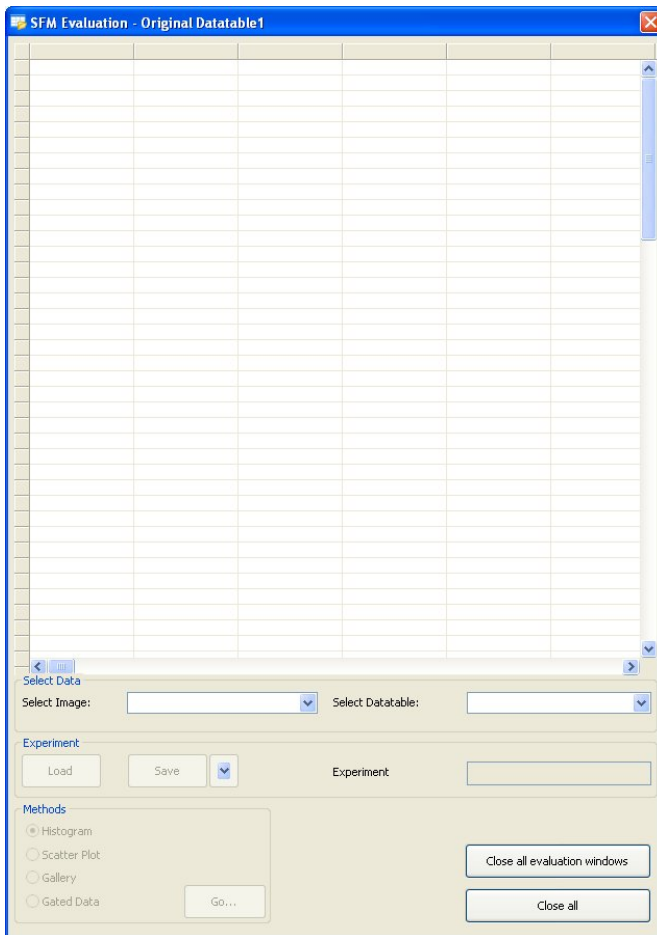 SFM Evaluation - Original Datatable1
Select Data
Select Image:
Select Datatable:
Experiment
Load
Save
Experiment
Methods
Histogram
Scatter Plot
Gallery
Gated Data
Go...
Close all evaluation windows
Close all